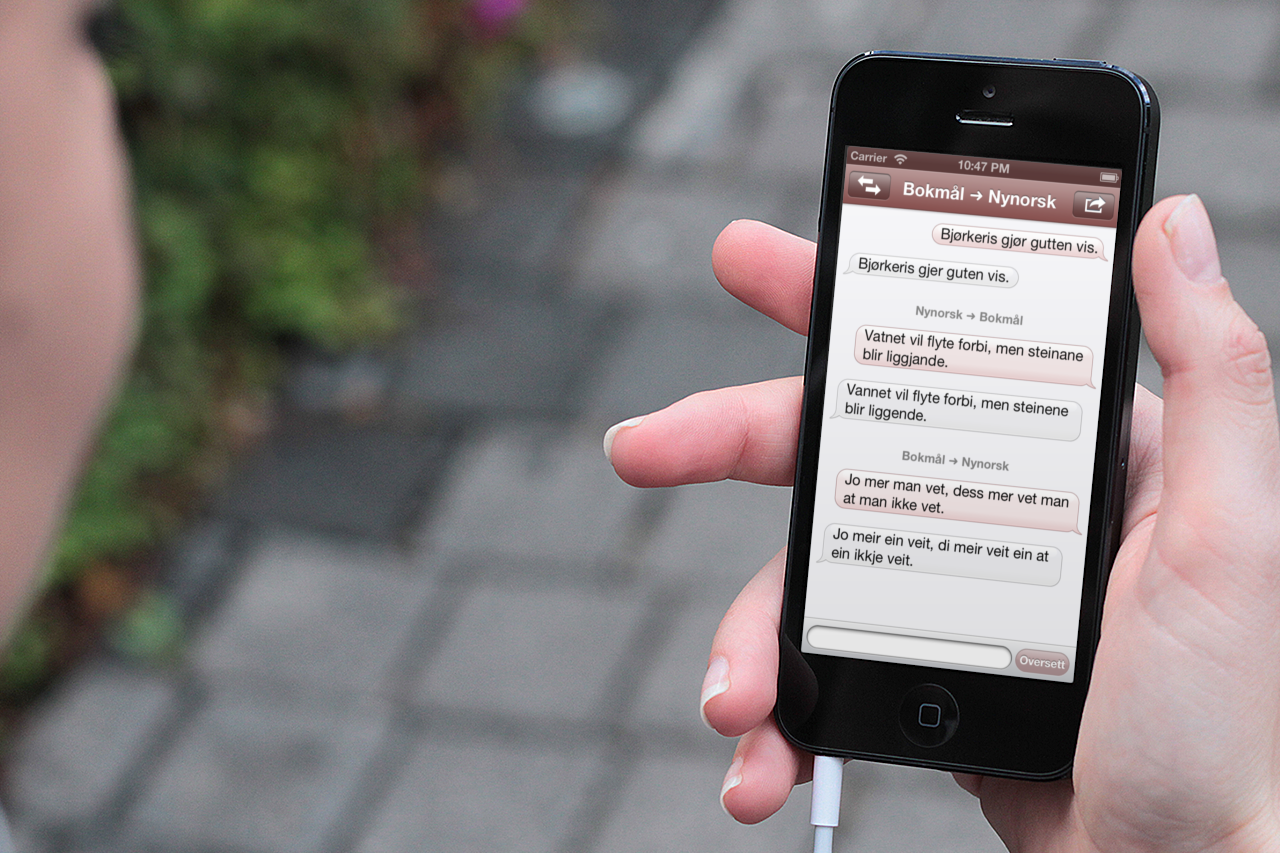 Carrier 10:47 PM
Bokmål → Nynorsk
Bjørkeris gjør gutten vis.
Bjørkeris gjer guten vis.
Nynorsk → Bokmål
Vatnet vil flyte forbi, men steinane
blir liggjande.
Vannet vil flyte forbi, men steinene
blir liggende.
Bokmål → Nynorsk
Jo mer man vet, dess mer vet man
at man ikke vet.
Jo meir ein veit, di meir veit ein at
ein ikkje veit.
Oversett